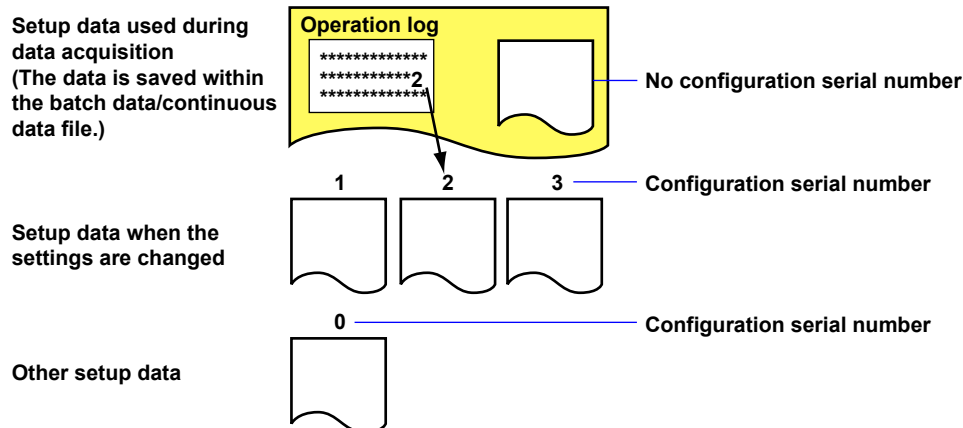 Setup data used during
data acquisition
(The data is saved within
the batch data/continuous
data file.)
Operation log
*************
***********2
*************
No configuration serial number
1 2 3
Configuration serial number
Setup data when the
settings are changed
0
Configuration serial number
Other setup data